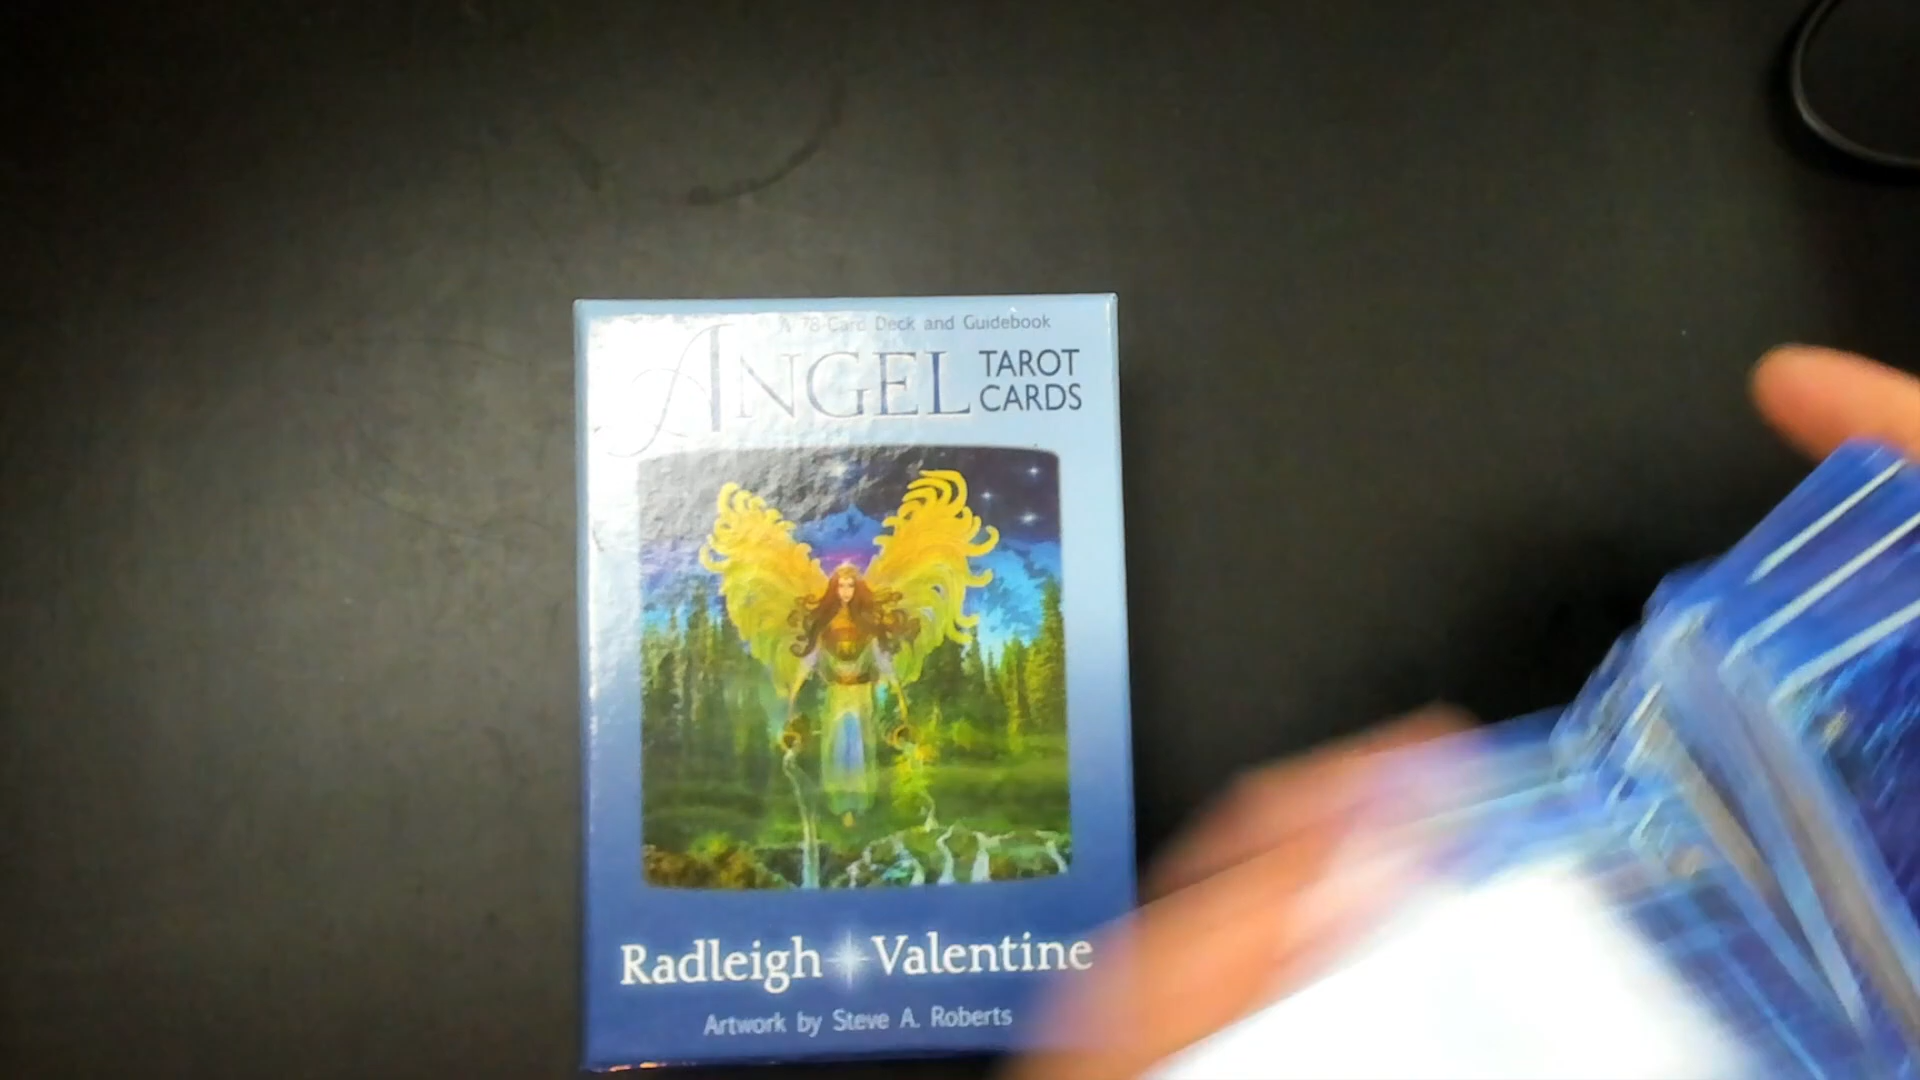 A 78-Card Deck and Guidebook
ANGEL TAROT CARDS
Radleigh Valentine
Artwork by Steve A. Roberts